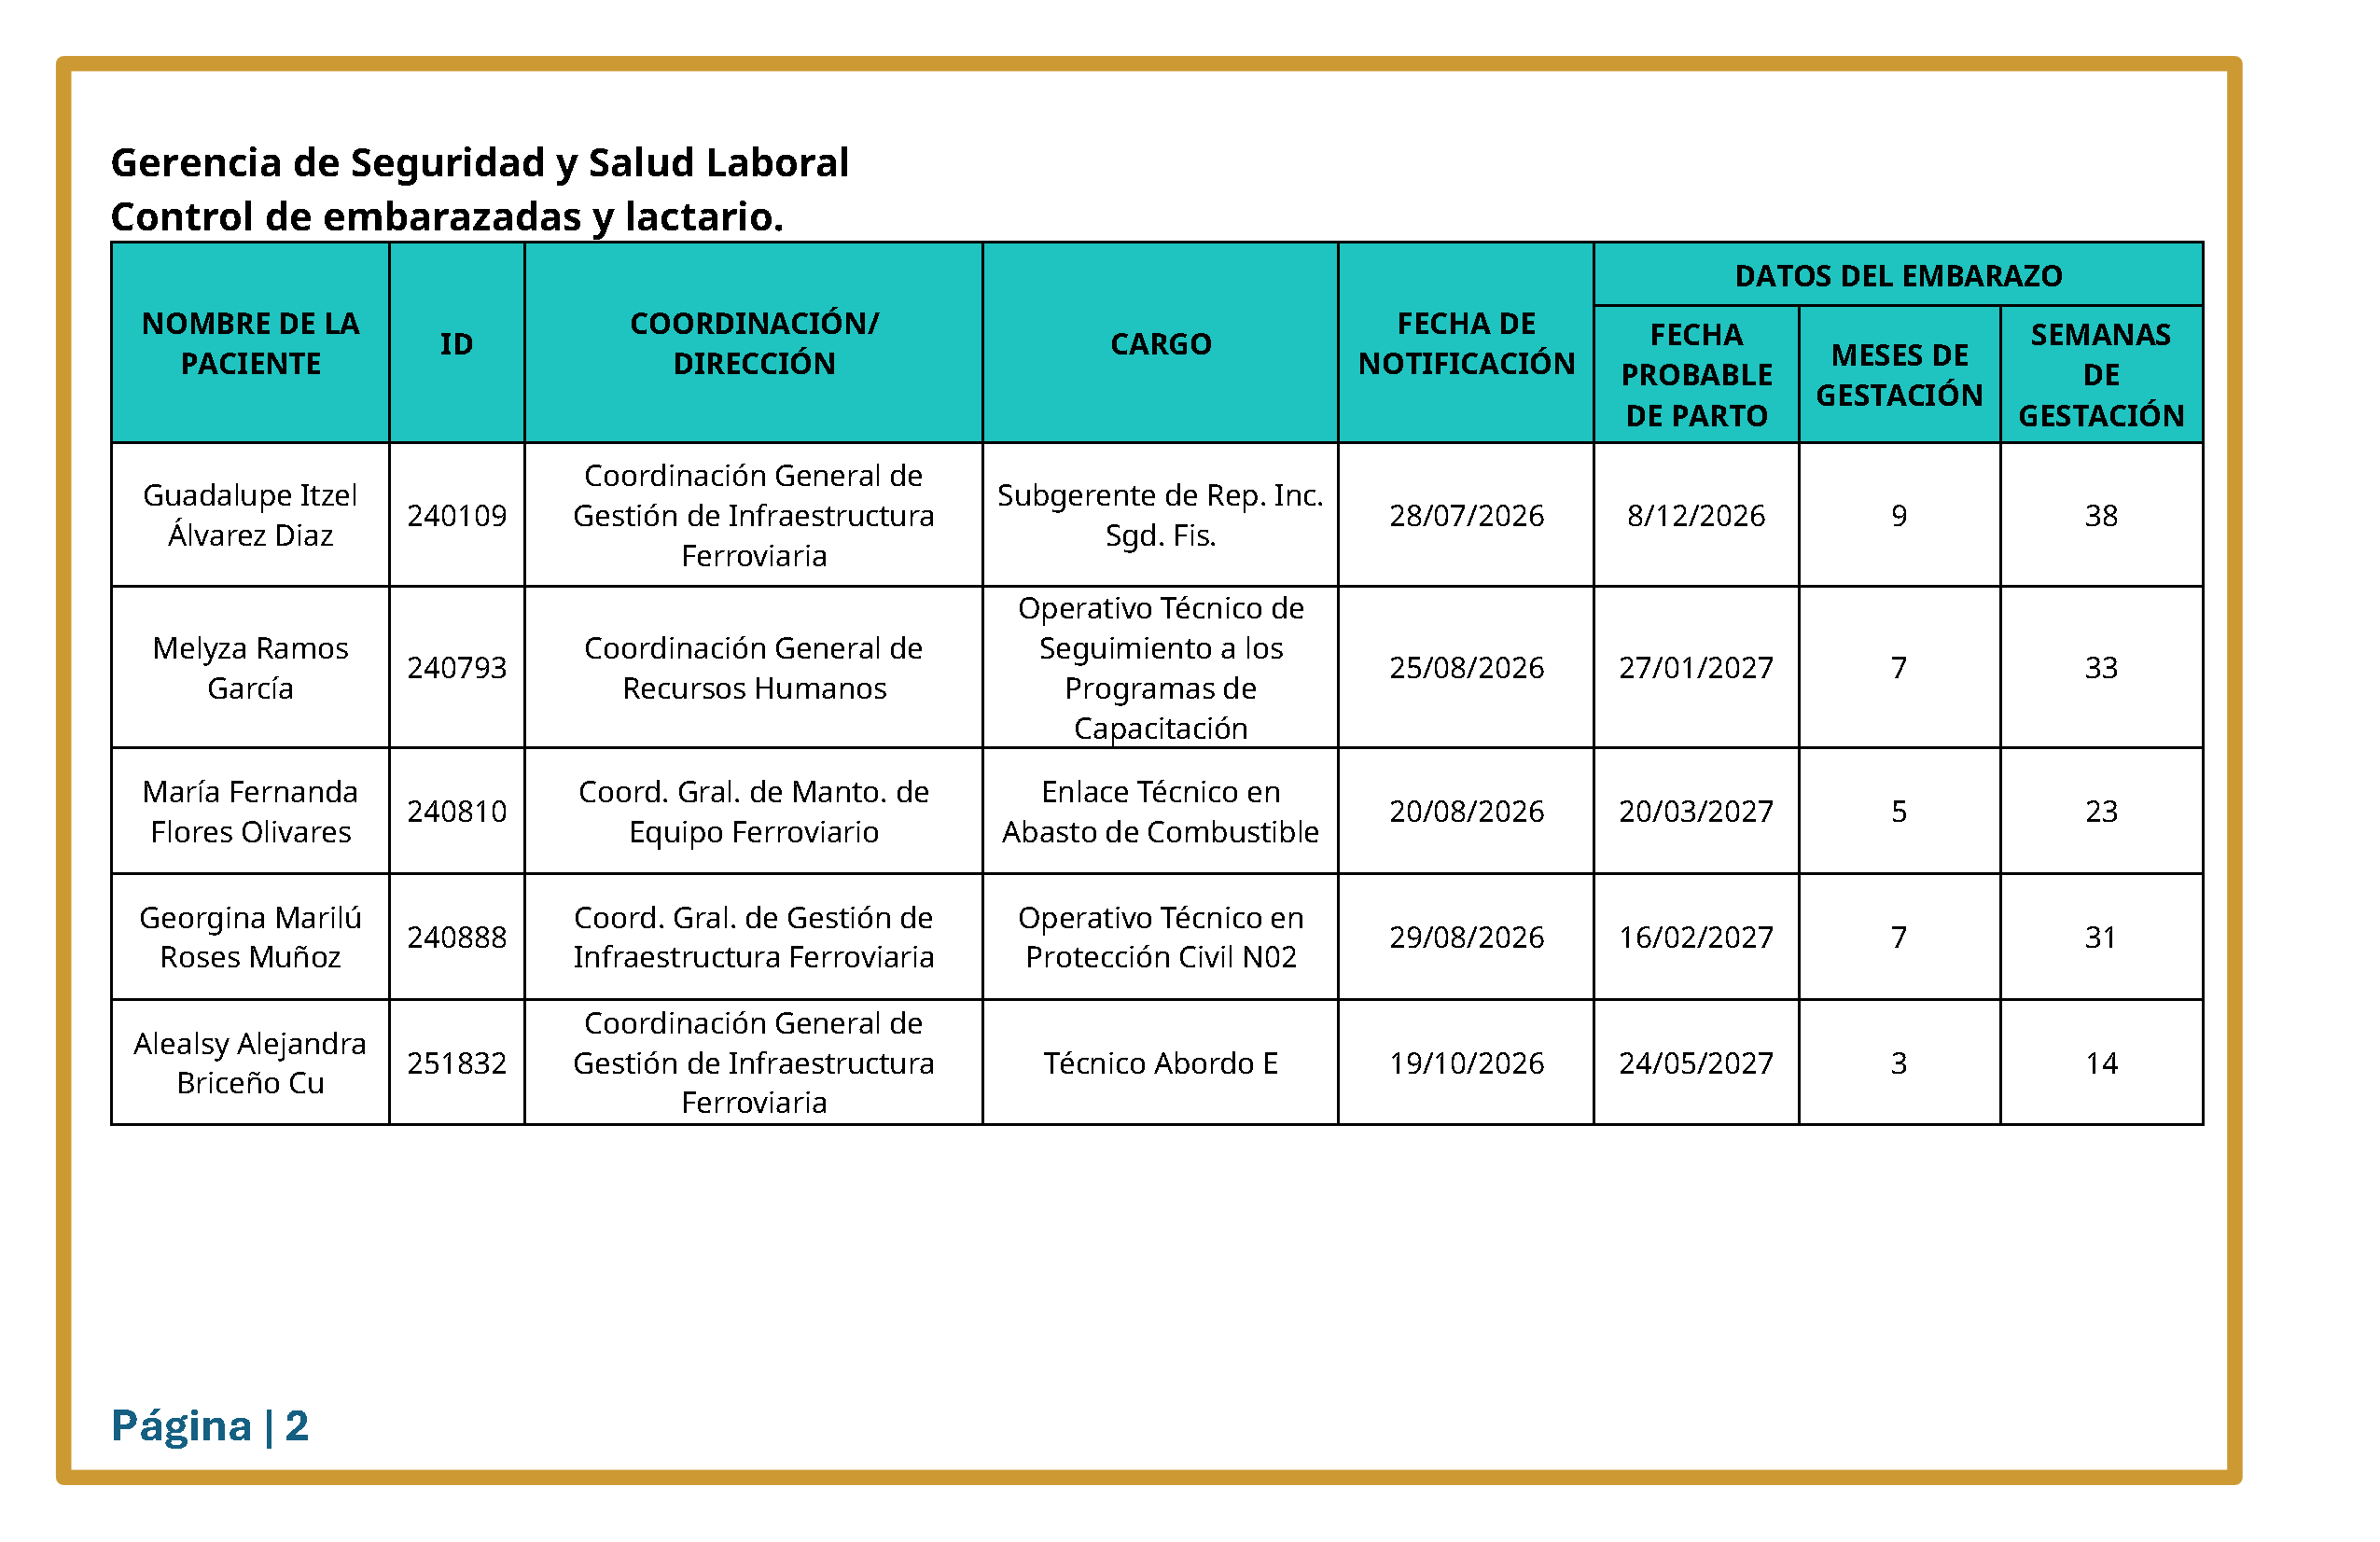 Gerencia de Seguridad y Salud Laboral
Control de embarazadas y lactario.
NOMBRE DE LA
PACIENTE
ID
COORDINACIÓN/
DIRECCIÓN
CARGO
FECHA DE
NOTIFICACIÓN
DATOS DEL EMBARAZO
FECHA
PROBABLE
DE PARTO
MESES DE
GESTACIÓN
SEMANAS
DE
GESTACIÓN
Guadalupe Itzel
Álvarez Diaz
240109
Coordinación General de
Gestión de Infraestructura
Ferroviaria
Subgerente de Rep. Inc.
Sgd. Fis.
28/07/2026
8/12/2026
9
38
Melyza Ramos
García
240793
Coordinación General de
Recursos Humanos
Operativo Técnico de
Seguimiento a los
Programas de
Capacitación
25/08/2026
27/01/2027
7
33
María Fernanda
Flores Olivares
240810
Coord. Gral. de Manto. de
Equipo Ferroviario
Enlace Técnico en
Abasto de Combustible
20/08/2026
20/03/2027
5
23
Georgina Marilú
Roses Muñoz
240888
Coord. Gral. de Gestión de
Infraestructura Ferroviaria
Operativo Técnico en
Protección Civil N02
29/08/2026
16/02/2027
7
31
Alealsy Alejandra
Briceño Cu
251832
Coordinación General de
Gestión de Infraestructura
Ferroviaria
Técnico Abordo E
19/10/2026
24/05/2027
3
14
Página | 2